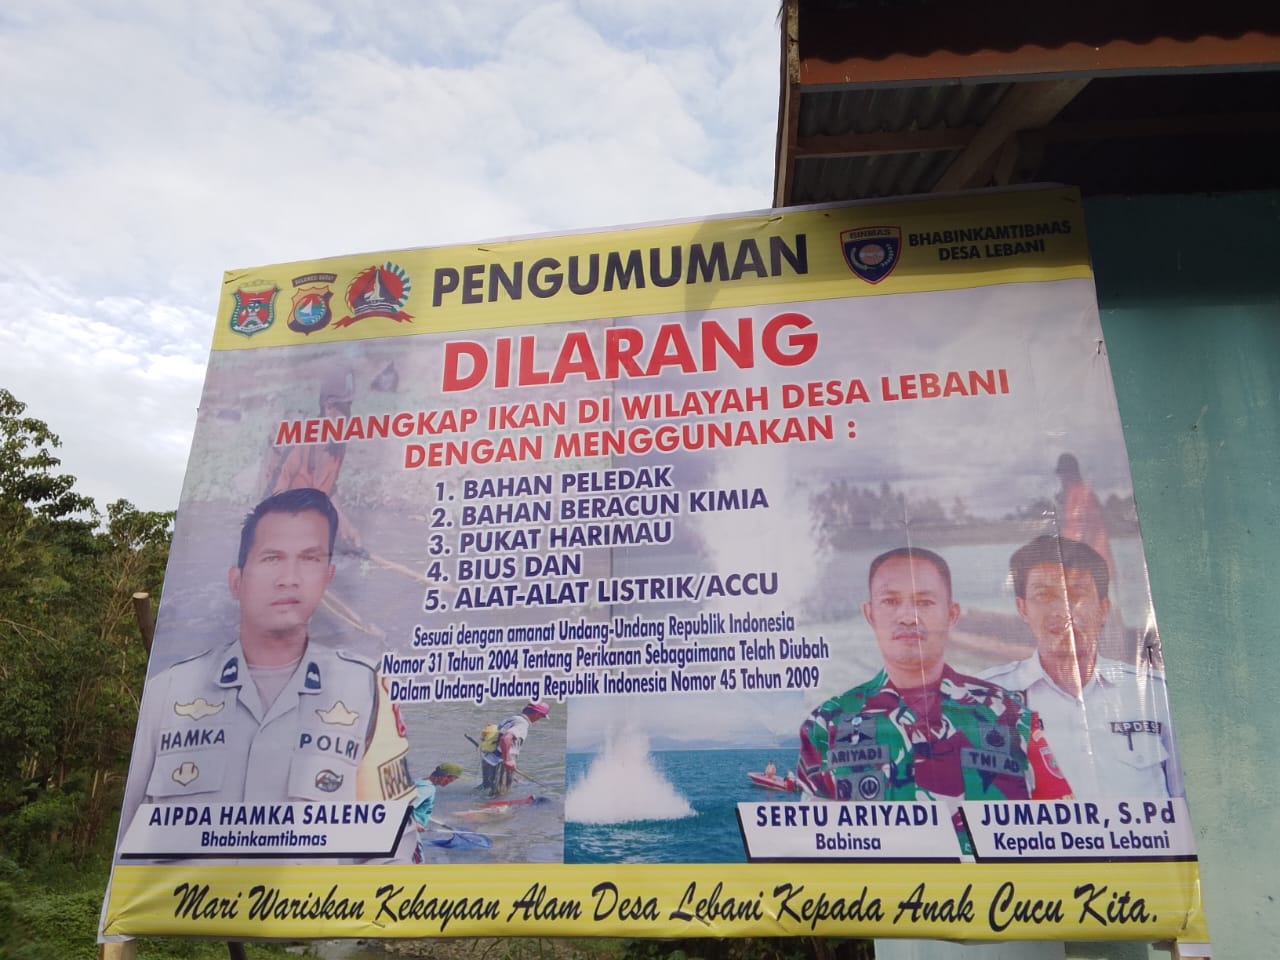 PENGUMUMAN
BINMAS
BHABINKAMTIBMAS
DESA LEBANI
DILARANG
MENANGKAP IKAN DI WILAYAH DESA LEBANI
DENGAN MENGGUNAKAN :
1. BAHAN PELEDAK
2. BAHAN BERACUN KIMIA
3. PUKAT HARIMAU
4. BIUS DAN
5. ALAT-ALAT LISTRIK/ACCU
Sesuai dengan amanat Undang-Undang Republik Indonesia
Nomor 31 Tahun 2004 Tentang Perikanan Sebagaimana Telah Diubah
Dalam Undang-Undang Republik Indonesia Nomor 45 Tahun 2009
HAMKA POLRI
ARIYADI TNI AD
APDESI
AIPDA HAMKA SALENG
Bhabinkamtibmas
SERTU ARIYADI
Babinsa
JUMADIR, S.Pd
Kepala Desa Lebani
Mari Wariskan Kekayaan Alam Desa Lebani Kepada Anak Cucu Kita.